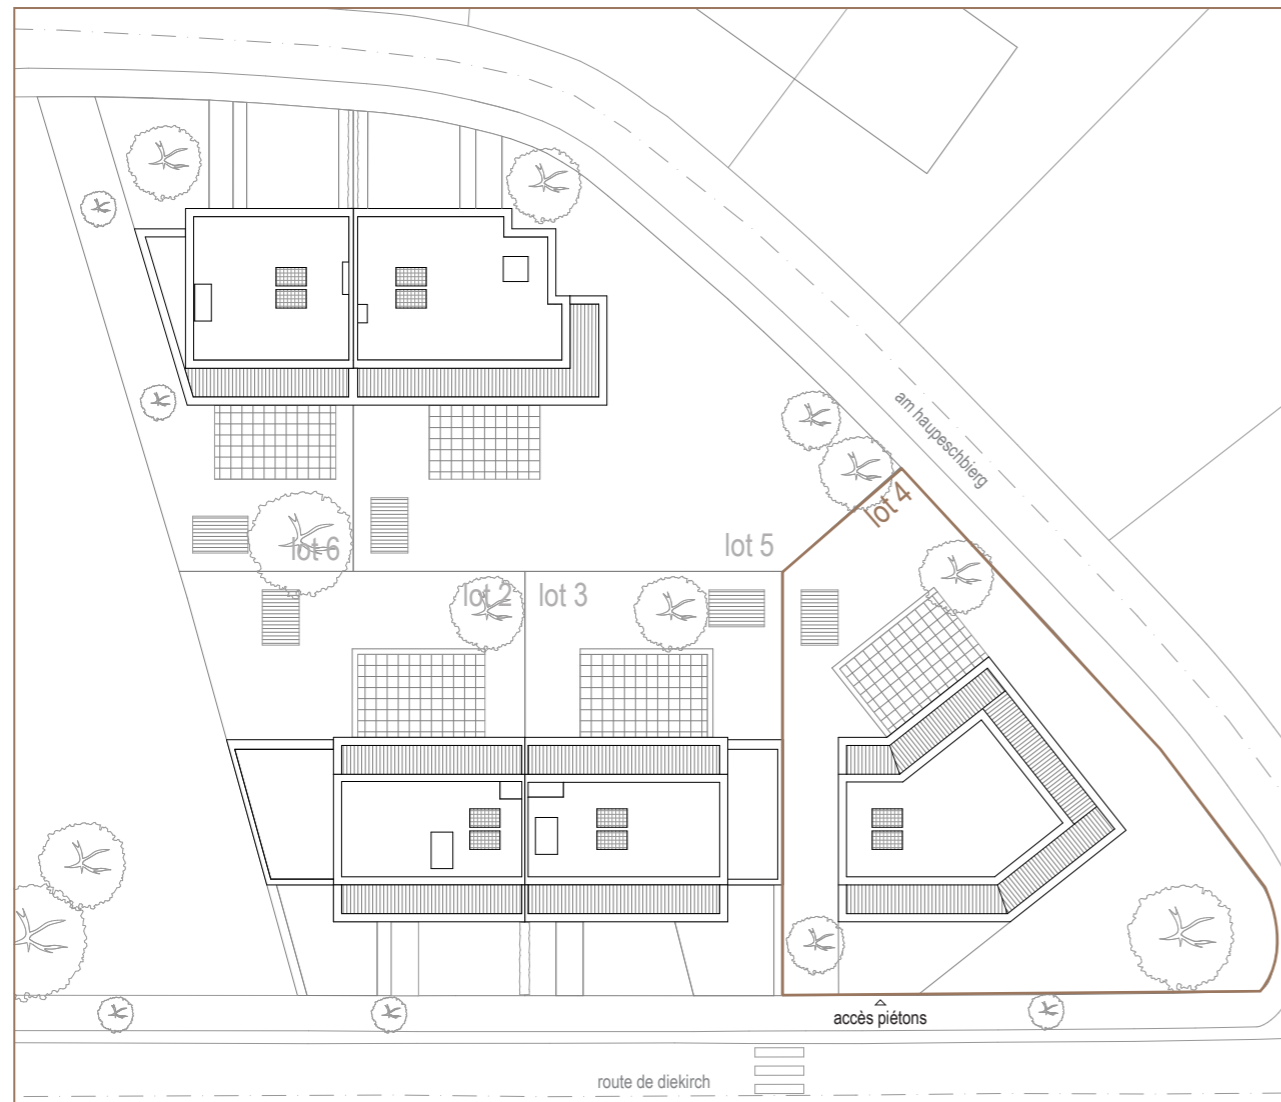 am haupeschbierg
lot 4
lot 5
lot 6
lot 2
lot 3
accès piétons
route de diekirch